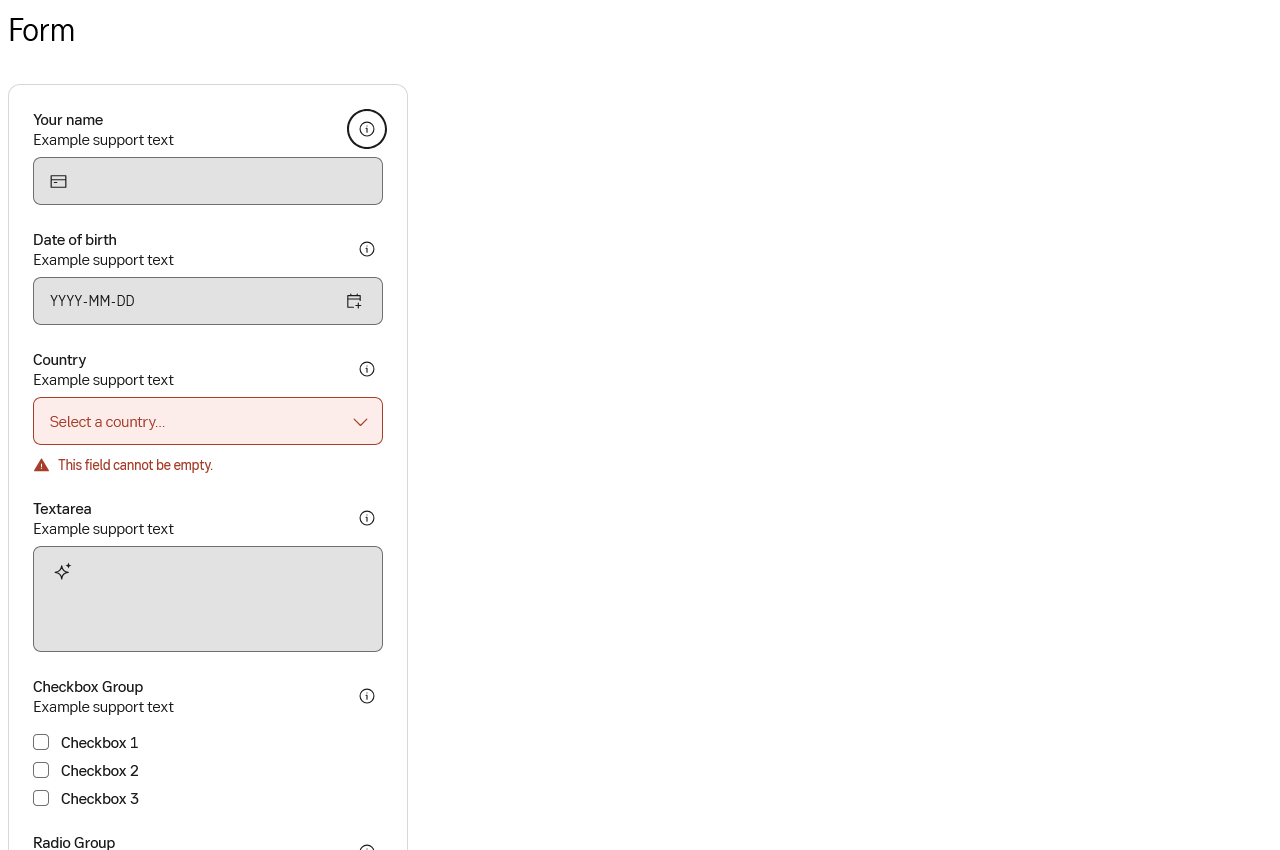 Form
Your name
Example support text
Date of birth
Example support text
YYYY-MM-DD
Country
Example support text
Select a country...
This field cannot be empty.
Textarea
Example support text
Checkbox Group
Example support text
Checkbox 1
Checkbox 2
Checkbox 3
Radio Group